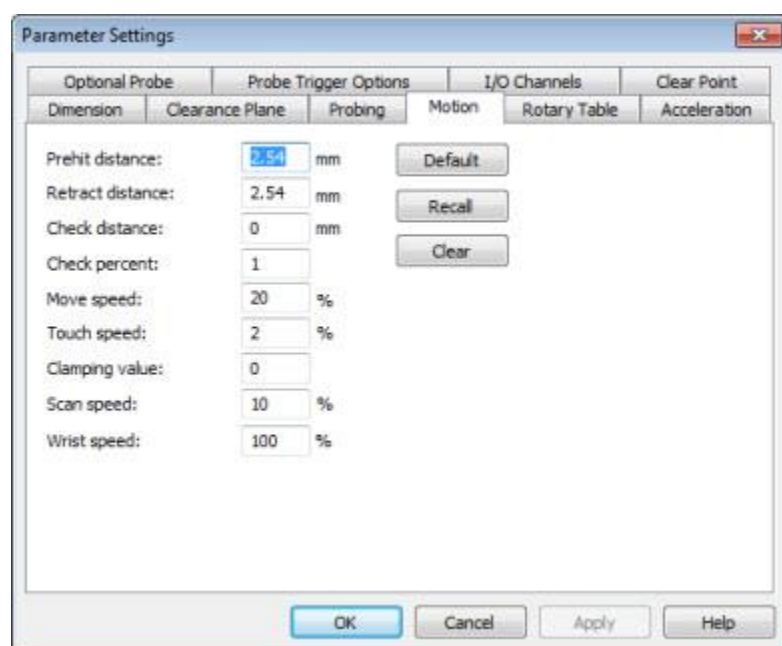 Parameter Settings
Optional Probe Probe Trigger Options I/O Channels Clear Point
Dimension Clearance Plane Probing Motion Rotary Table Acceleration
Prehit distance: 2.54 mm Default
Retract distance: 2.54 mm Recall
Check distance: 0 mm Clear
Check percent: 1
Move speed: 20 %
Touch speed: 2 %
Clamping value: 0
Scan speed: 10 %
Wrist speed: 100 %
OK Cancel Apply Help